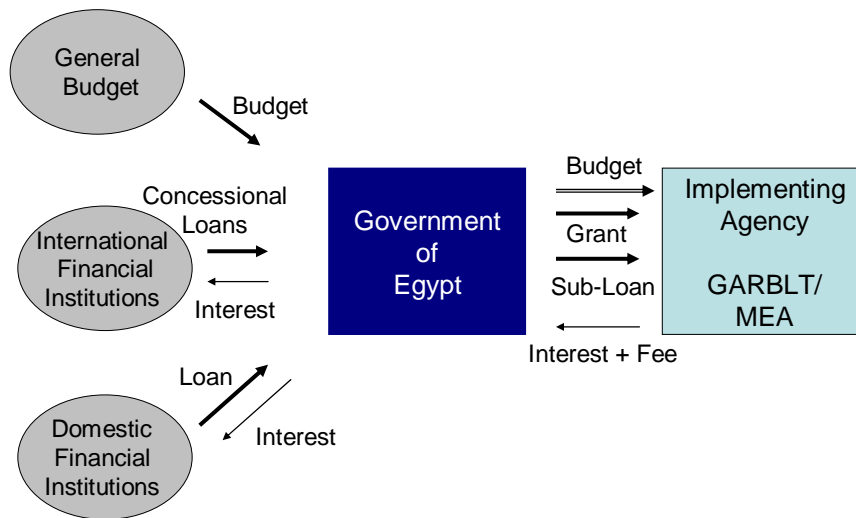 General
Budget
Budget
Concessional
Loans
International
Financial
Institutions
Interest
Loan
Interest
Domestic
Financial
Institutions
Government
of
Egypt
Budget
Grant
Sub-Loan
Interest + Fee
Implementing
Agency
GARBLT/
MEA